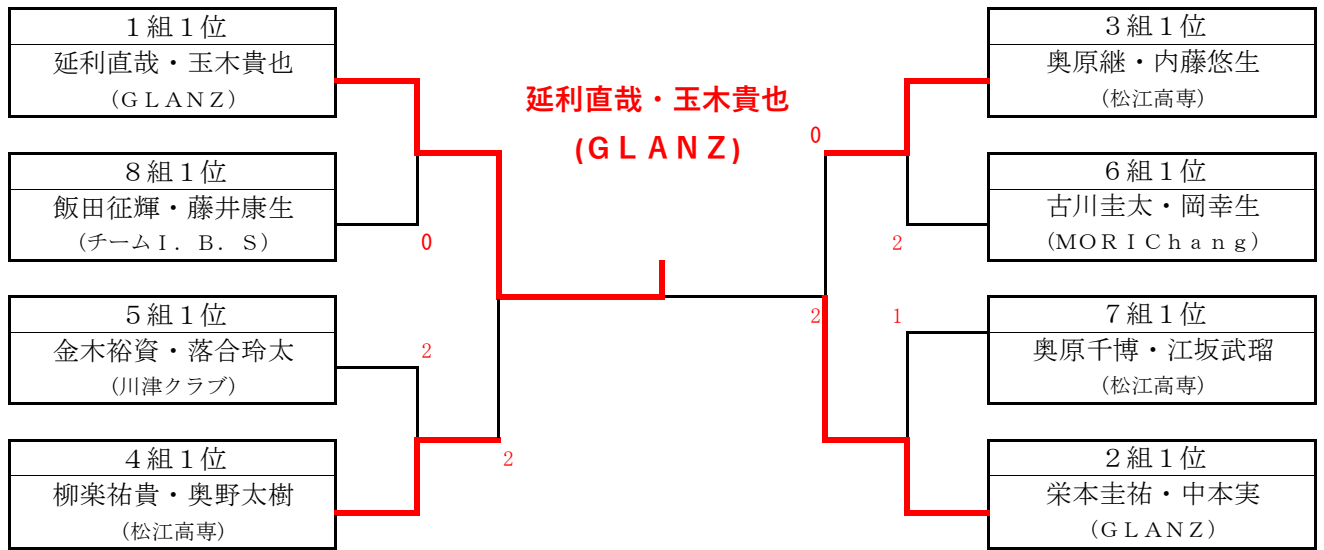 １組１位
延利直哉・玉木貴也
(ＧＬＡＮＺ)
８組１位
飯田征輝・藤井康生
(チームＩ．Ｂ．Ｓ)
0
５組１位
金木裕資・落合玲太
(川津クラブ)
2
４組１位
柳楽祐貴・奥野太樹
(松江高専)
2
延利直哉・玉木貴也
(ＧＬＡＮＺ)
0
2
３組１位
奥原継・内藤悠生
(松江高専)
６組１位
古川圭太・岡幸生
(ＭＯＲＩＣｈａｎｇ)
2
７組１位
奥原千博・江坂武瑠
(松江高専)
1
２組１位
栄本圭祐・中本実
(ＧＬＡＮＺ)